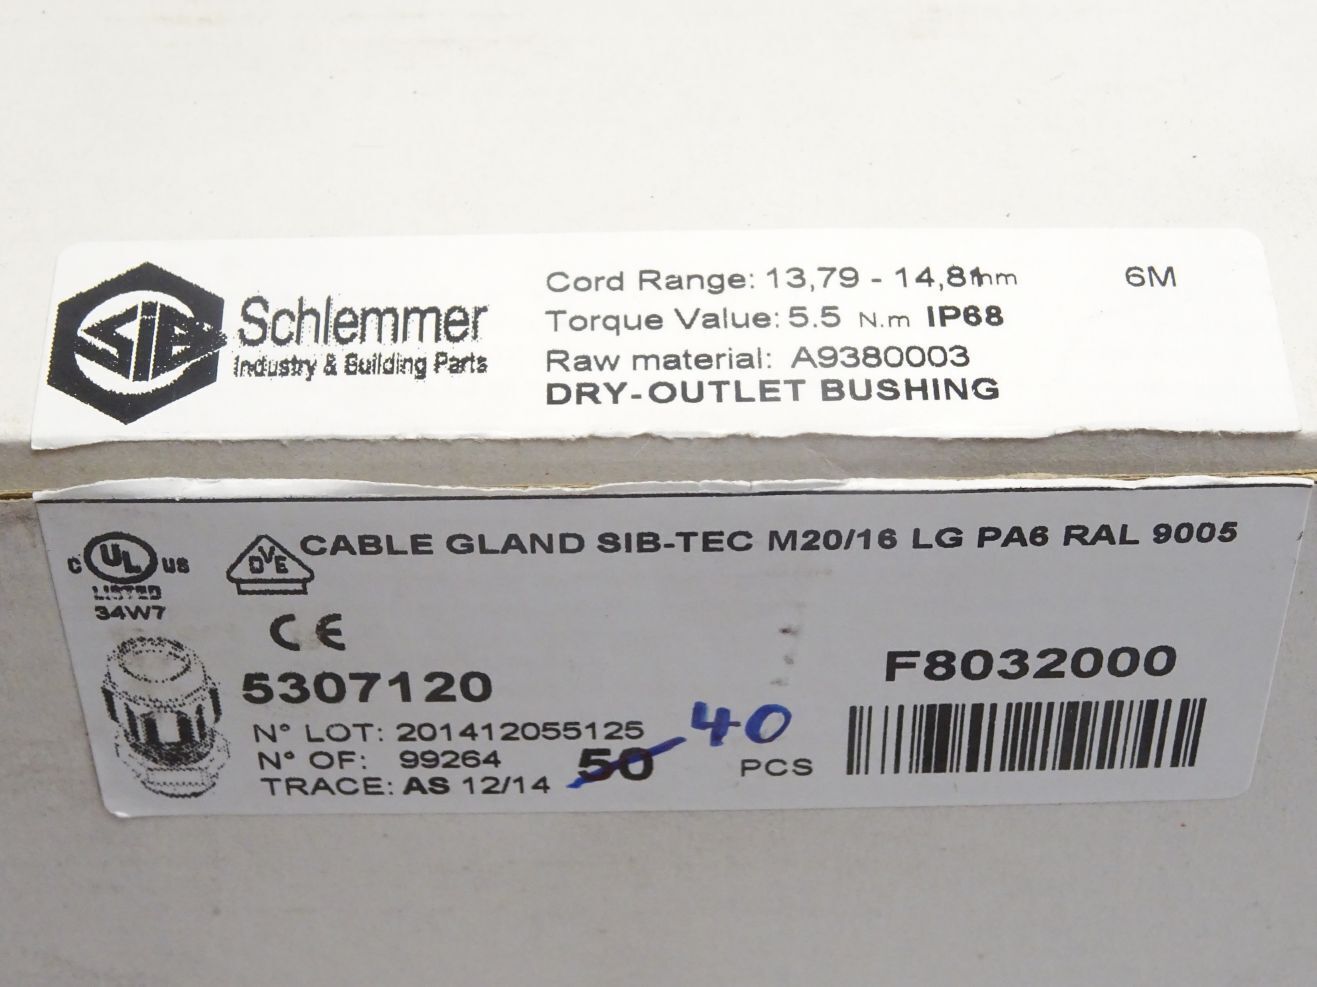 SIB
Schlemmer
Industry & Building Parts
Cord Range: 13,79 - 14,81mm
6M
Torque Value: 5.5 N.m IP68
Raw material: A9380003
DRY-OUTLET BUSHING
C UL US
LISTED
34W7
DVE
CABLE GLAND SIB-TEC M20/16 LG PA6 RAL 9005
CE
5307120
F8032000
N° LOT: 201412055125
N° OF: 99264
TRACE: AS 12/14
50 40 PCS